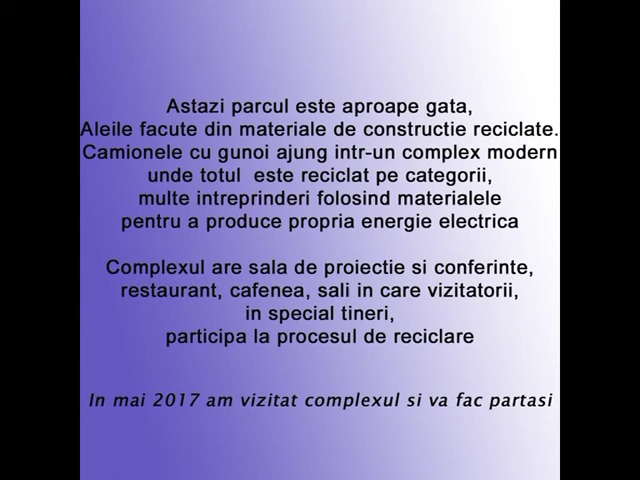 Astazi parcul este aproape gata,
Aleile facute din materiale de constructie reciclate.
Camionele cu gunoi ajung intr-un complex modern
unde totul este reciclat pe categorii,
multe intreprinderi folosind materialele
pentru a produce propria energie electrica
Complexul are sala de proiectie si conferinte,
restaurant, cafenea, sali in care vizitatorii,
in special tineri,
participa la procesul de reciclare
In mai 2017 am vizitat complexul si va fac partasi